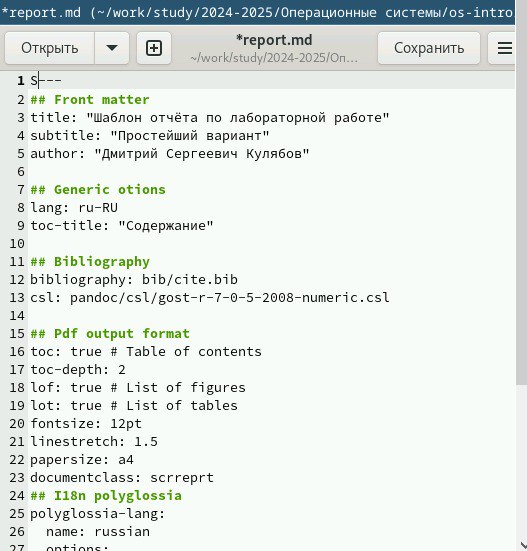 *report.md (~/work/study/2024-2025/Операционные системы/os-intro
Открыть
*report.md
~/work/study/2024-2025/Оп...
Сохранить
1 S---
2 ## Front matter
3 title: "Шаблон отчёта по лабораторной работе"
4 subtitle: "Простейший вариант"
5 author: "Дмитрий Сергеевич Кулябов"
6
7 ## Generic otions
8 lang: ru-RU
9 toc-title: "Содержание"
10
11 ## Bibliography
12 bibliography: bib/cite.bib
13 csl: pandoc/csl/gost-r-7-0-5-2008-numeric.csl
14
15 ## Pdf output format
16 toc: true # Table of contents
17 toc-depth: 2
18 lof: true # List of figures
19 lot: true # List of tables
20 fontsize: 12pt
21 linestretch: 1.5
22 papersize: a4
23 documentclass: scrreprt
24 ## I18n polyglossia
25 polyglossia-lang:
26   name: russian
27   options: